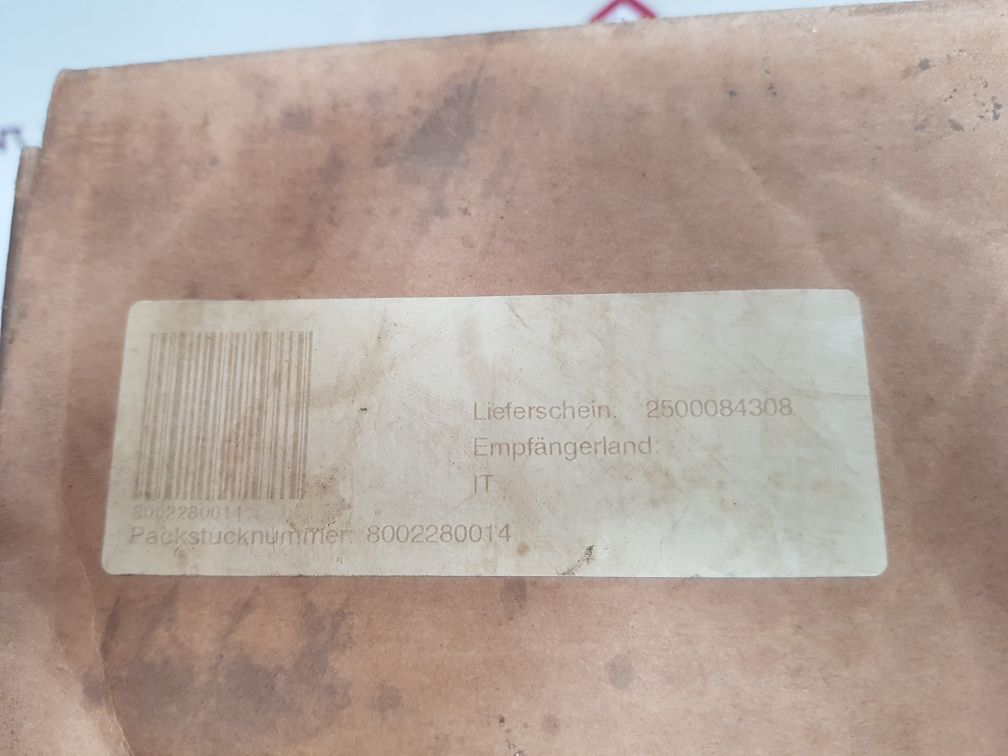 Lieferschein: 2500084308
Empfängerland:
IT
8002280014
Packstücknummer: 8002280014